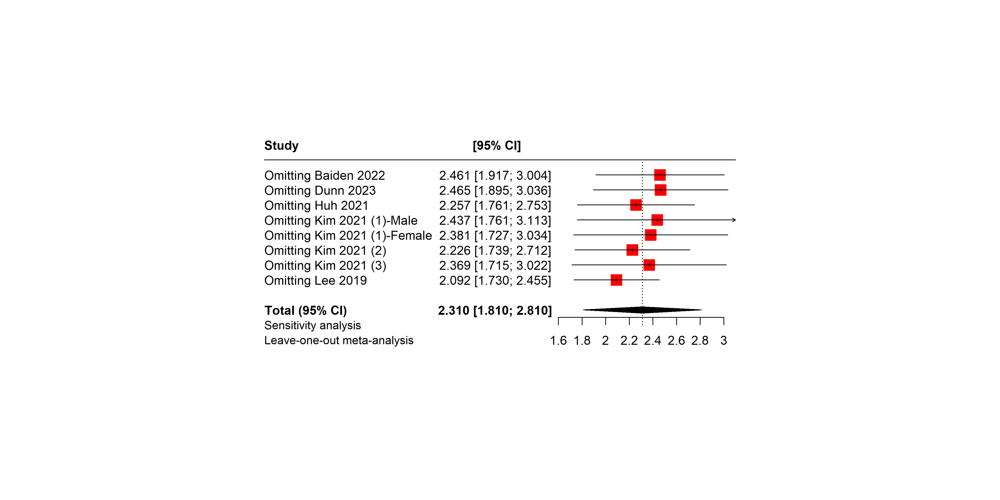 Study [95% CI]
Omitting Baiden 2022 2.461 [1.917; 3.004]
Omitting Dunn 2023 2.465 [1.895; 3.036]
Omitting Huh 2021 2.257 [1.761; 2.753]
Omitting Kim 2021 (1)-Male 2.437 [1.761; 3.113]
Omitting Kim 2021 (1)-Female 2.381 [1.727; 3.034]
Omitting Kim 2021 (2) 2.226 [1.739; 2.712]
Omitting Kim 2021 (3) 2.369 [1.715; 3.022]
Omitting Lee 2019 2.092 [1.730; 2.455]
Total (95% CI) 2.310 [1.810; 2.810]
Sensitivity analysis
Leave-one-out meta-analysis 1.6 1.8 2 2.2 2.4 2.6 2.8 3